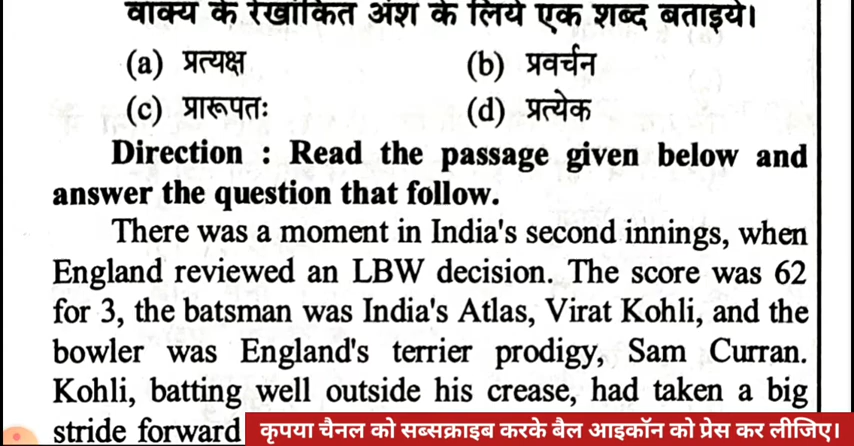 वाक्य के रेखांकित अंश के लिये एक शब्द बताइये।
(a) प्रत्यक्ष (b) प्रवर्चन
(c) प्रारूपतः (d) प्रत्येक
Direction : Read the passage given below and
answer the question that follow.
There was a moment in India's second innings, when
England reviewed an LBW decision. The score was 62
for 3, the batsman was India's Atlas, Virat Kohli, and the
bowler was England's terrier prodigy, Sam Curran.
Kohli, batting well outside his crease, had taken a big
stride forward
कृपया चैनल को सब्सक्राइब करके बैल आइकॉन को प्रेस कर लीजिए।